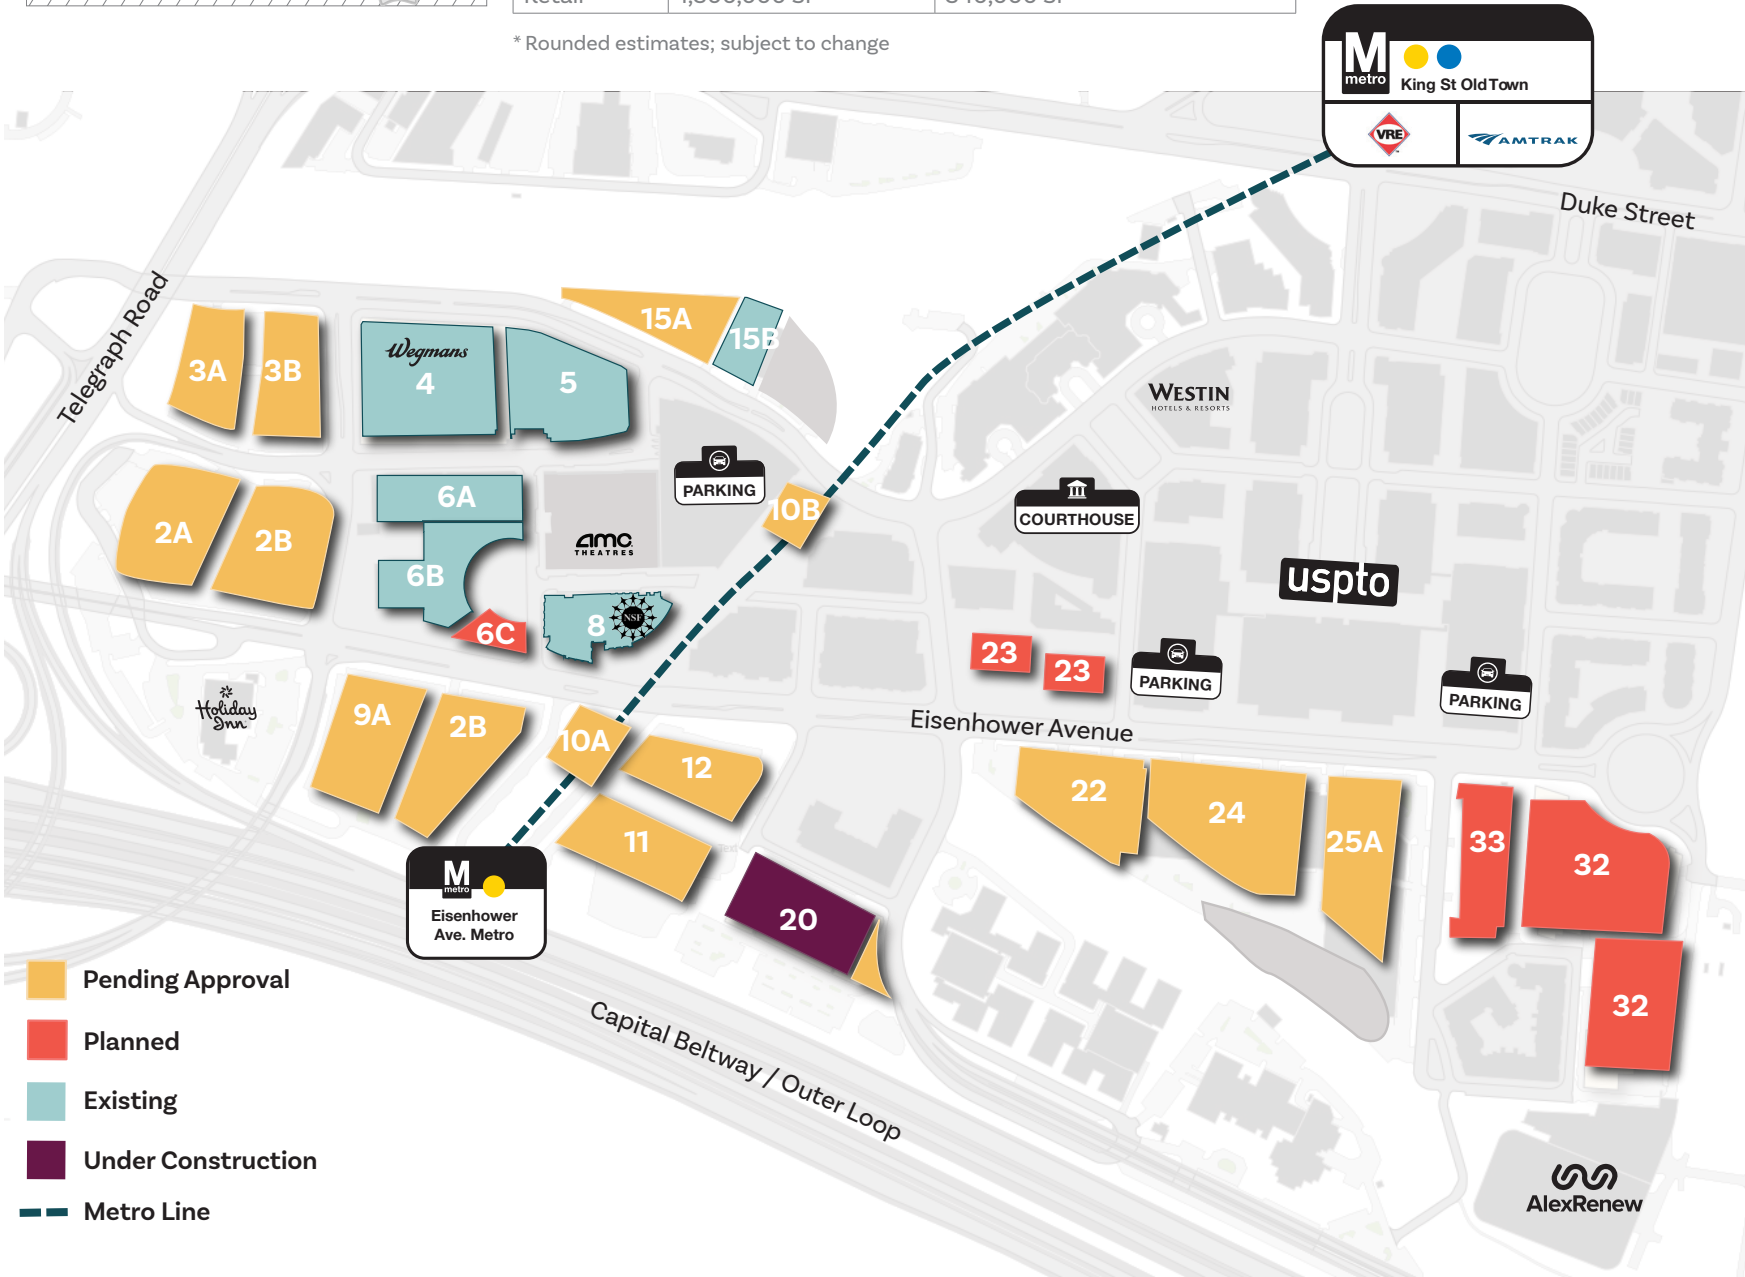 * Rounded estimates; subject to change
M
metro
King St Old Town
VRE
AMTRAK
Duke Street
Telegraph Road
15A
15B
3A
3B
Wegmans
4
5
WESTIN
HOTELS & RESORTS
PARKING
COURTHOUSE
2A
2B
6A
10B
amc
THEATRES
6B
uspto
6C
8
NSF
23
23
PARKING
PARKING
Holiday
Inn
9A
2B
10A
12
Eisenhower Avenue
22
24
25A
33
32
11
M
metro
Eisenhower
Ave. Metro
20
32
Pending Approval
Planned
Existing
Under Construction
Metro Line
Capital Beltway / Outer Loop
AlexRenew